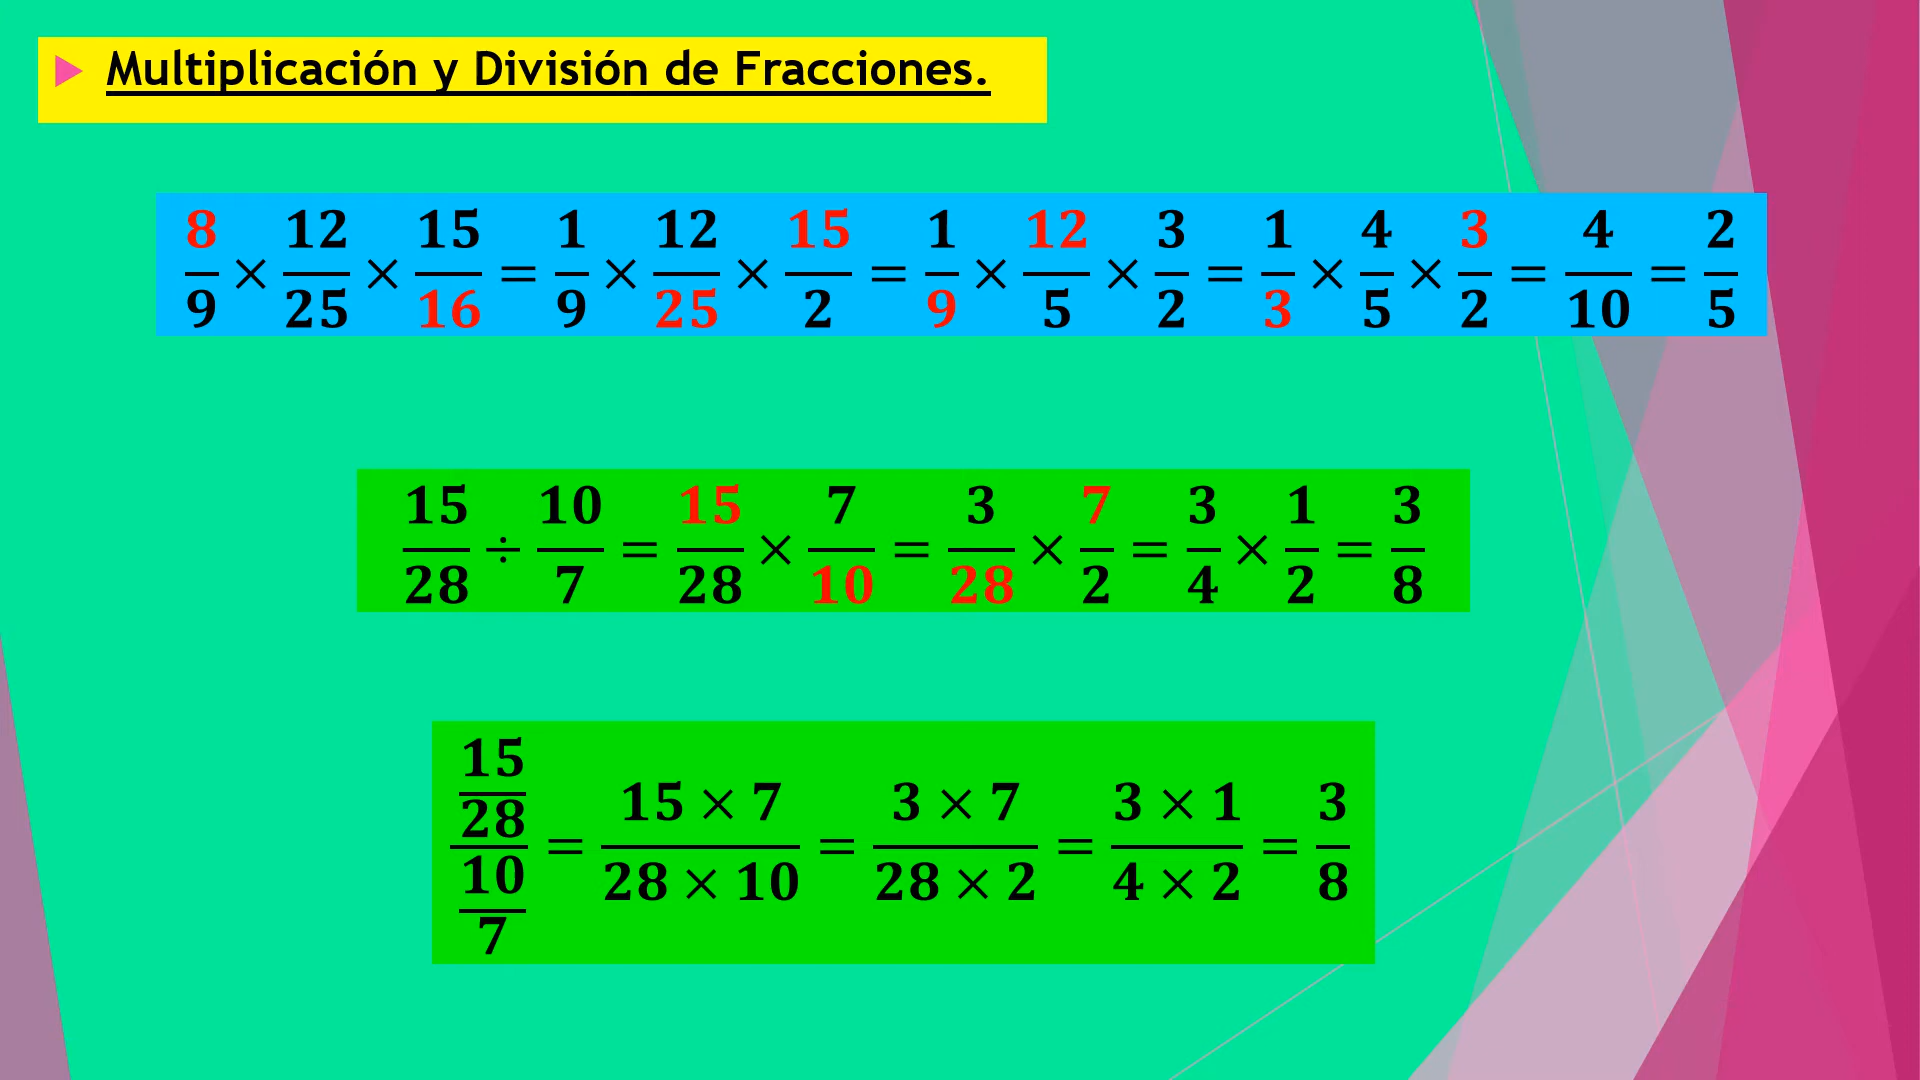 Multiplicación y División de Fracciones.
8/9 × 12/25 × 15/16 = 1/9 × 12/25 × 15/2 = 1/9 × 12/5 × 3/2 = 1/3 × 4/5 × 3/2 = 4/10 = 2/5
15/28 ÷ 10/7 = 15/28 × 7/10 = 3/28 × 7/2 = 3/4 × 1/2 = 3/8
(15/28)/(10/7) = (15 × 7)/(28 × 10) = (3 × 7)/(28 × 2) = (3 × 1)/(4 × 2) = 3/8